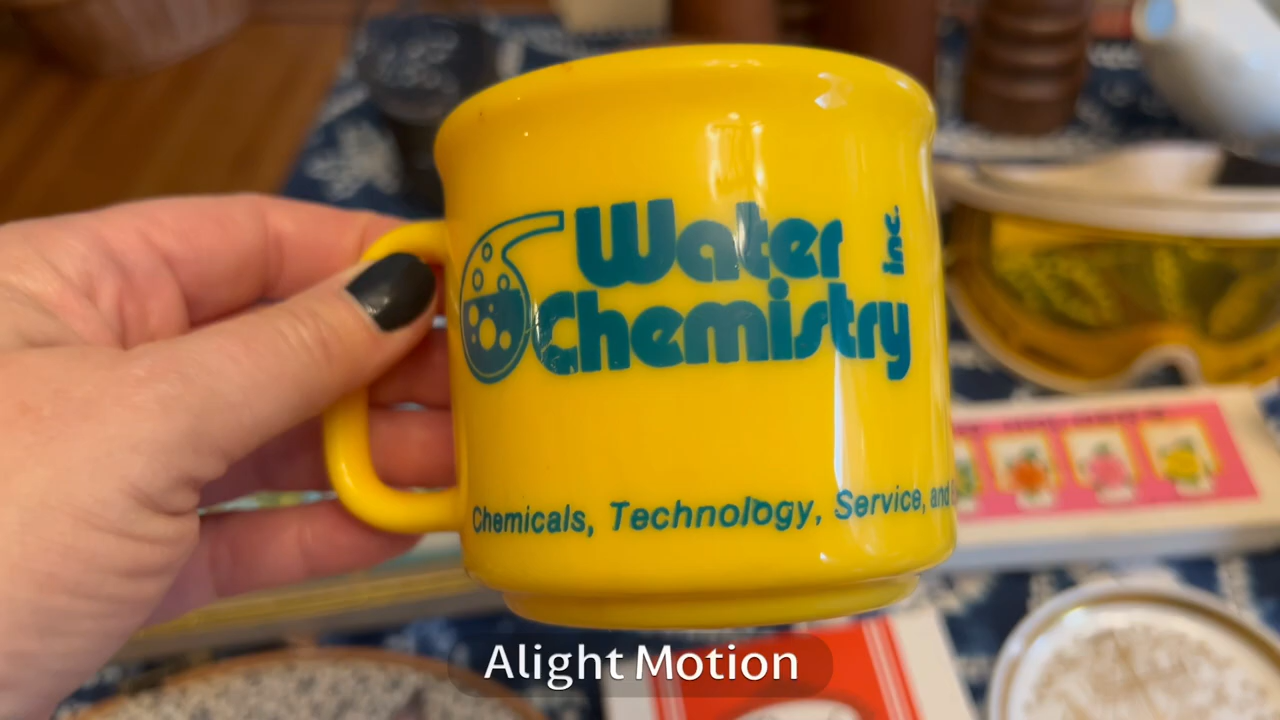 Water
Chemistry
inc.
Chemicals, Technology, Service, and
Alight Motion